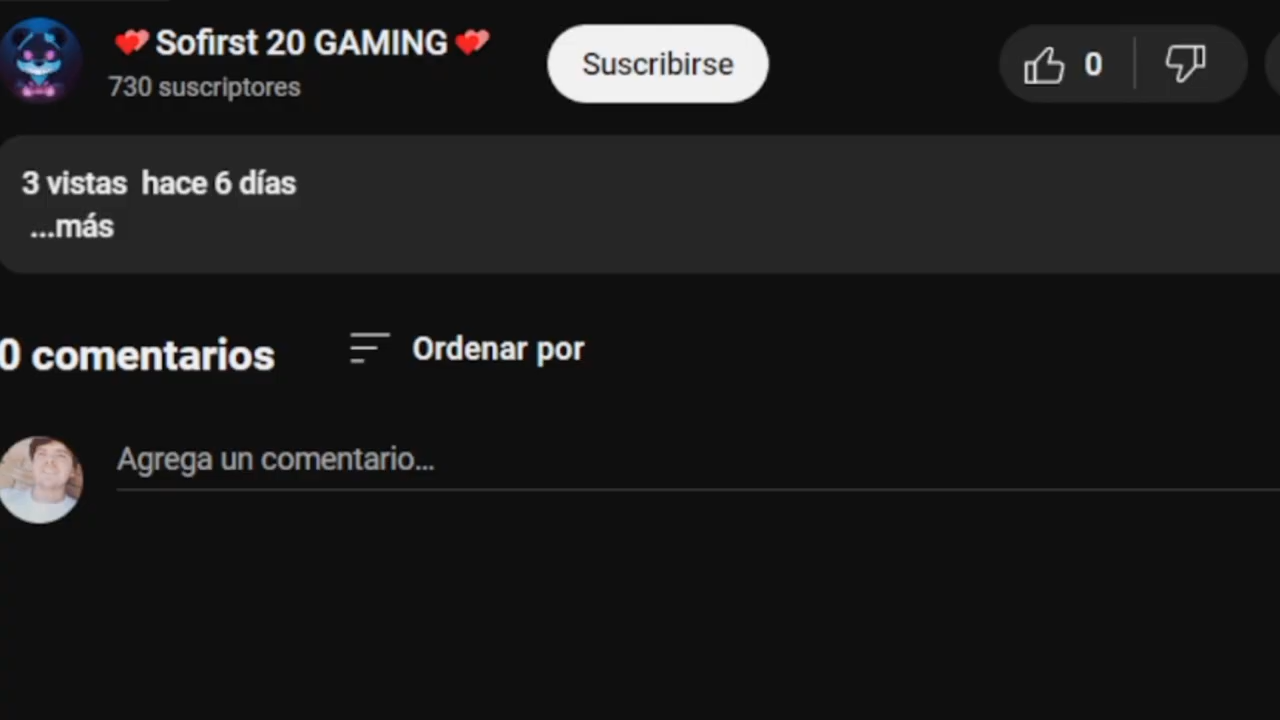 Sofirst 20 GAMING
Suscribirse
0
730 suscriptores
3 vistas hace 6 días
...más
0 comentarios
Ordenar por
Agrega un comentario...